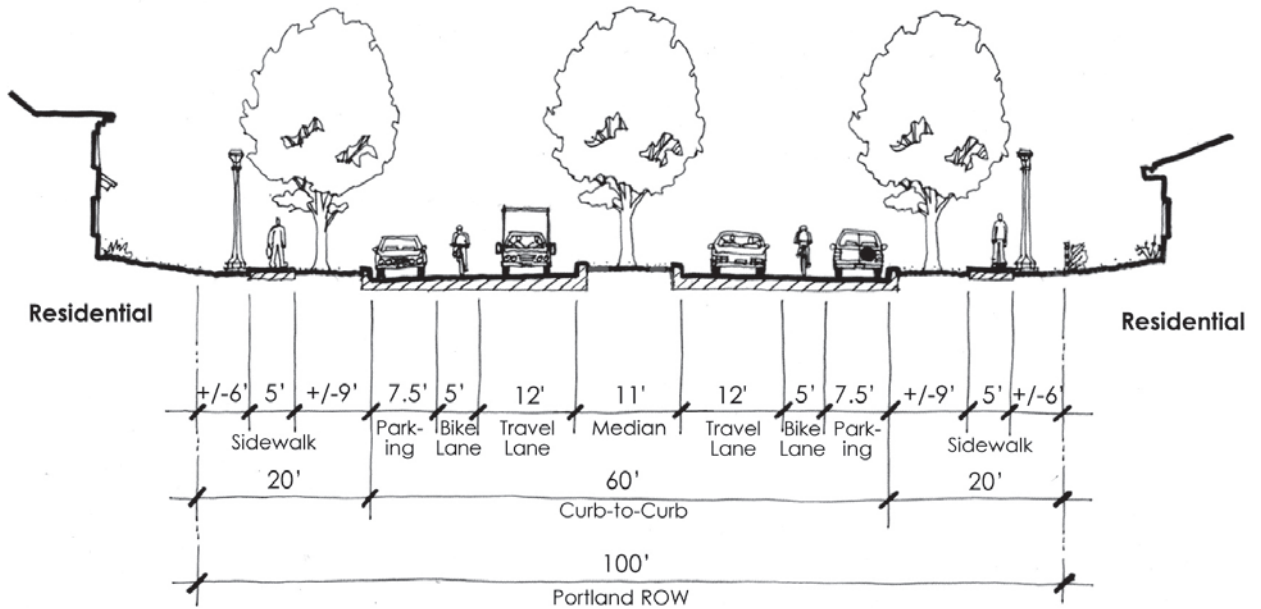 Residential
Residential
+/-6' 5' +/-9' 7.5' 5' 12' 11' 12' 5' 7.5' +/-9' 5' +/-6'
Sidewalk Park- Bike Travel Median Travel Bike Park- Sidewalk
ing Lane Lane Lane Lane ing
20' 60' 20'
Curb-to-Curb
100'
Portland ROW